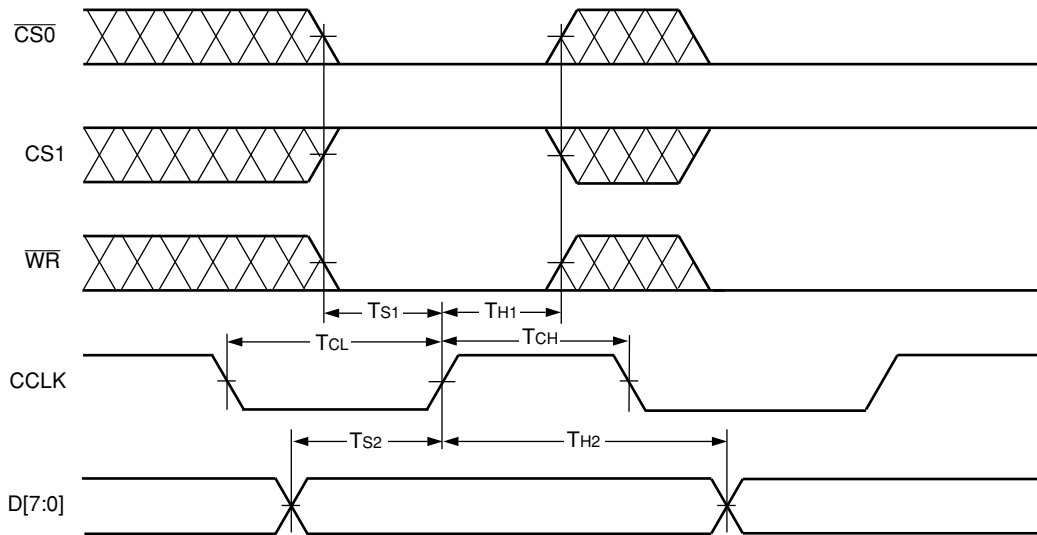 CS0
CS1
WR
TS1
TH1
TCL
TCH
CCLK
TS2
TH2
D[7:0]